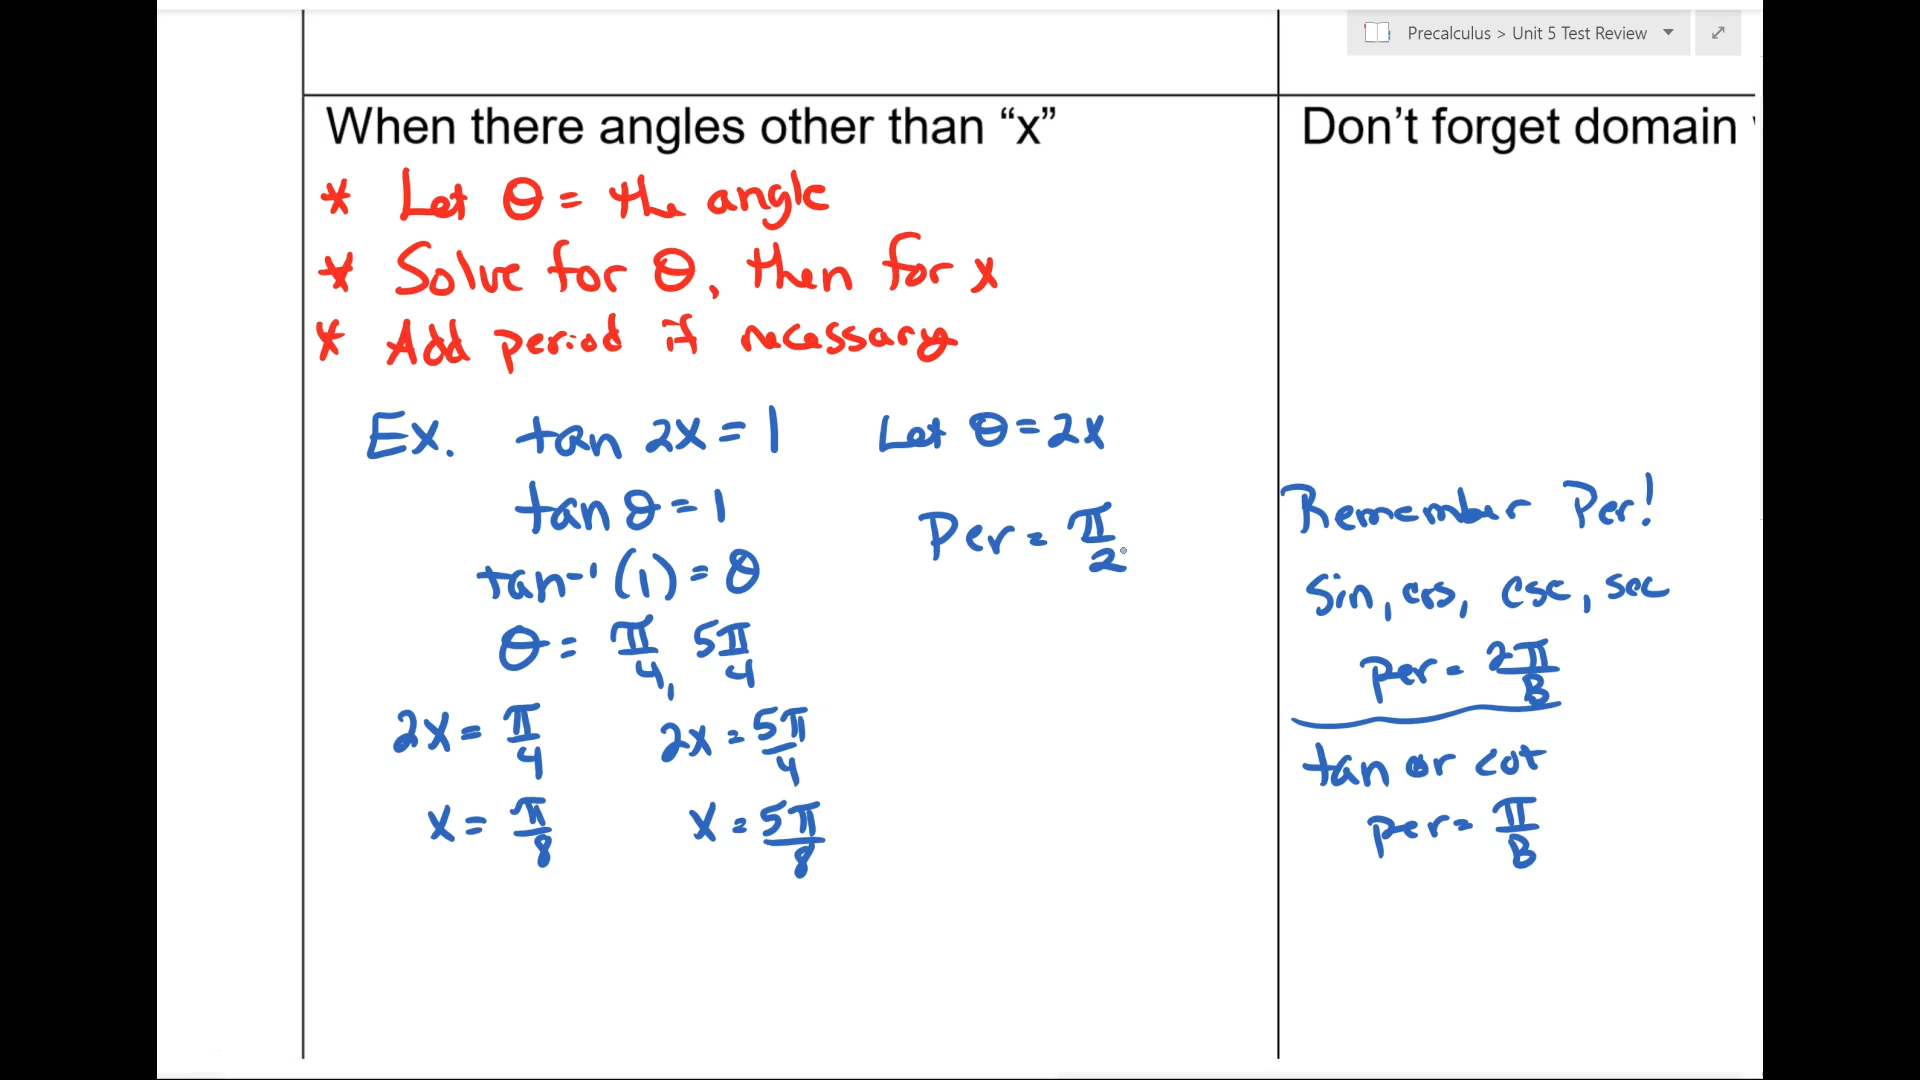 Precalculus > Unit 5 Test Review
When there angles other than “x”
* Let θ = the angle
* Solve for θ, then for x
* Add period if necessary
Ex. tan 2x = 1 Let θ = 2x
tan θ = 1 Per = π/2
tan⁻¹ (1) = θ
θ = π/4, 5π/4
2x = π/4 2x = 5π/4
x = π/8 x = 5π/8
Don’t forget domain
Remember Per!
sin, cos, csc, sec
per = 2π/B
tan or cot
per = π/B